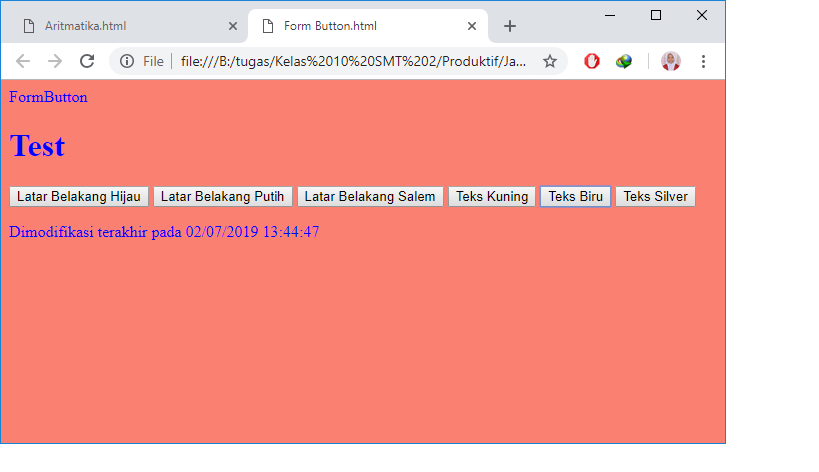 Aritmatika.html
Form Button.html
File
file:///B:/tugas/Kelas%2010%20SMT%202/Produktif/Ja...
FormButton
Test
Latar Belakang Hijau Latar Belakang Putih Latar Belakang Salem Teks Kuning Teks Biru Teks Silver
Dimodifikasi terakhir pada 02/07/2019 13:44:47